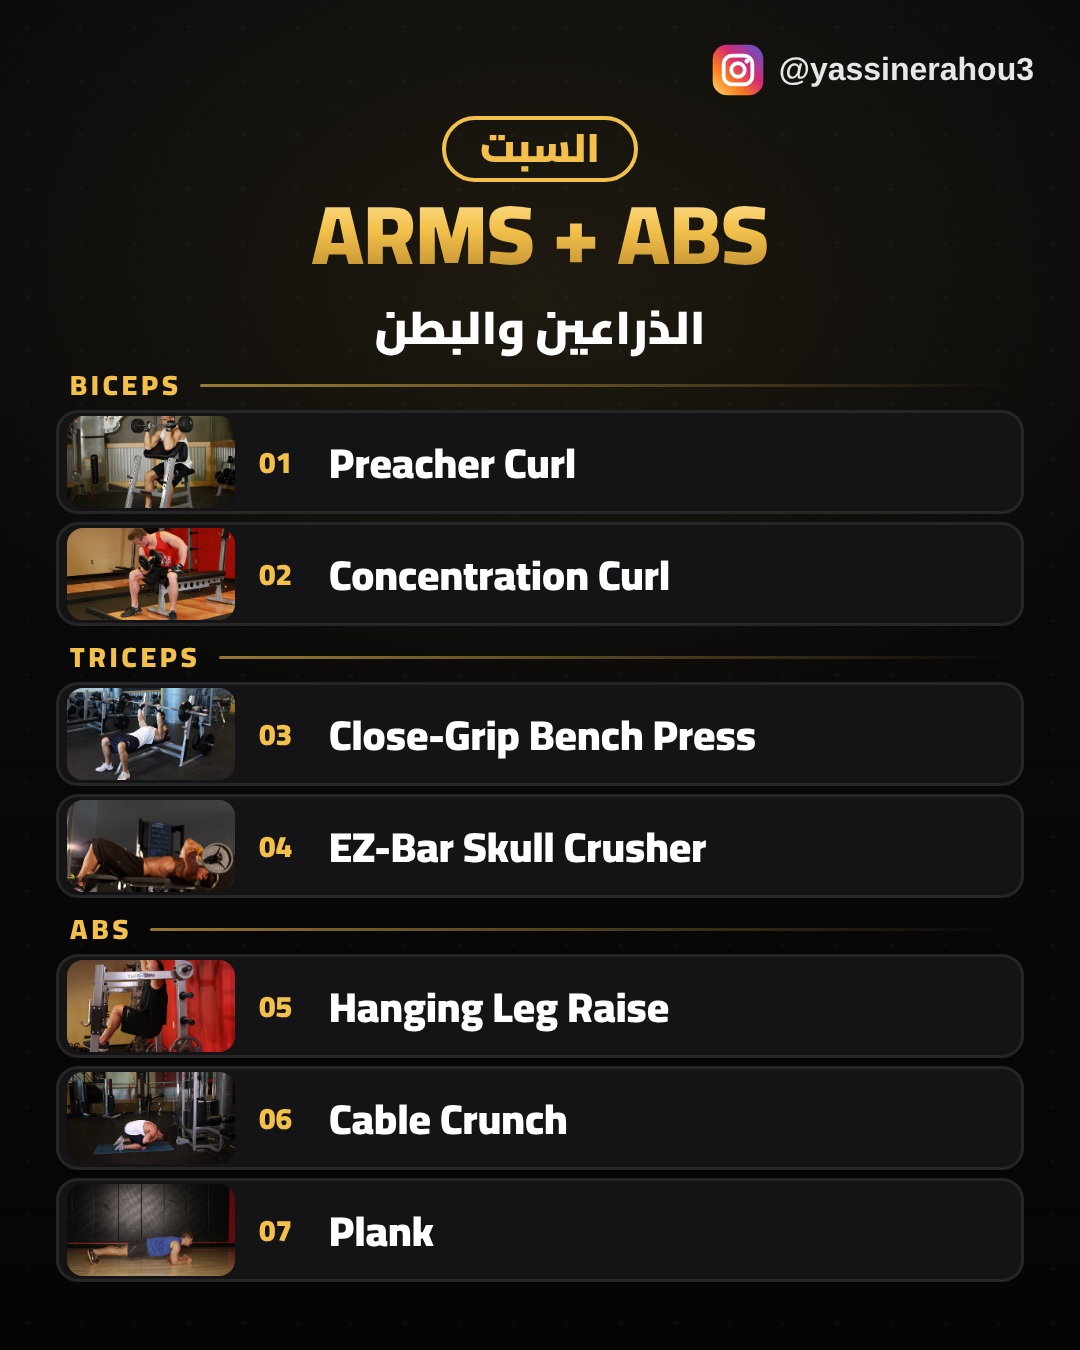 @yassinerahou3
السبت
ARMS + ABS
الذراعين والبطن
BICEPS
01 Preacher Curl
02 Concentration Curl
TRICEPS
03 Close-Grip Bench Press
04 EZ-Bar Skull Crusher
ABS
05 Hanging Leg Raise
06 Cable Crunch
07 Plank